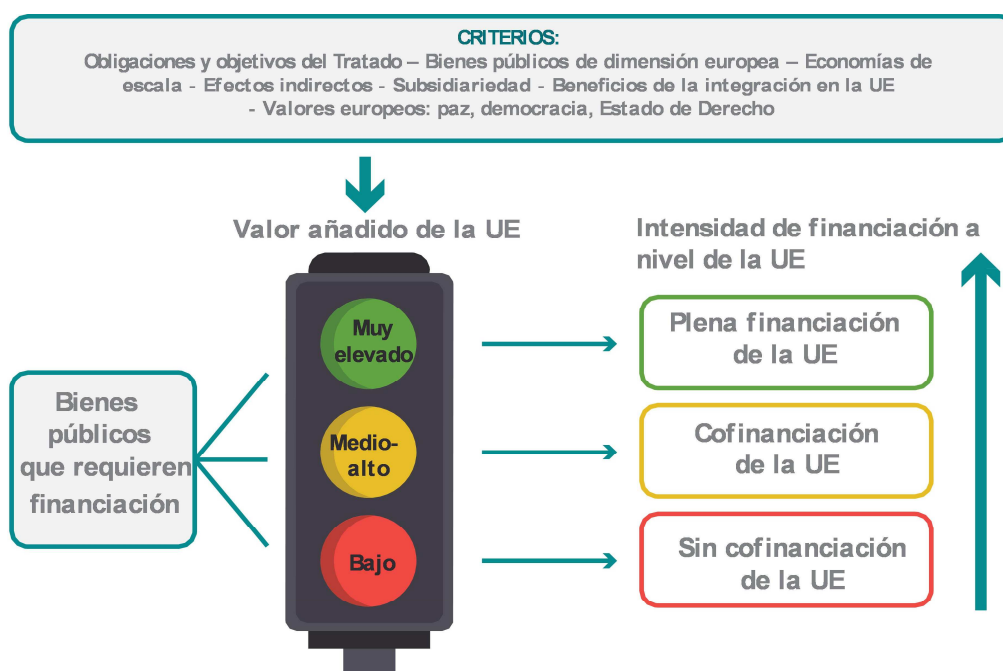 CRITERIOS:
Obligaciones y objetivos del Tratado – Bienes públicos de dimensión europea – Economías de
escala - Efectos indirectos - Subsidiariedad - Beneficios de la integración en la UE
- Valores europeos: paz, democracia, Estado de Derecho
Valor añadido de la UE
Intensidad de financiación a
nivel de la UE
Bienes
públicos
que requieren
financiación
Muy
elevado
Plena financiación
de la UE
Medio-
alto
Cofinanciación
de la UE
Bajo
Sin cofinanciación
de la UE